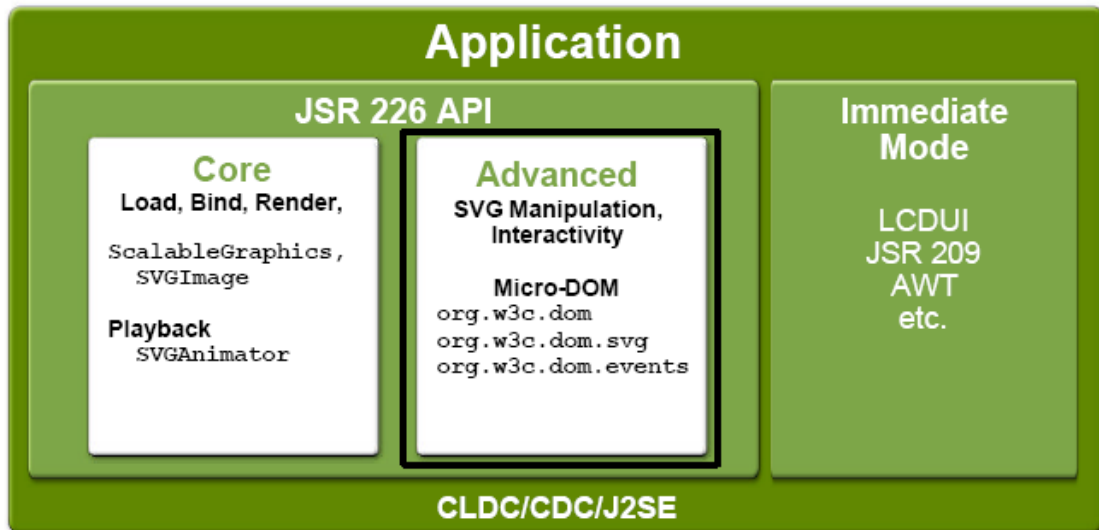 Application
JSR 226 API
Core
Load, Bind, Render,
ScalableGraphics,
SVGImage
Playback
SVGAnimator
Advanced
SVG Manipulation,
Interactivity
Micro-DOM
org.w3c.dom
org.w3c.dom.svg
org.w3c.dom.events
Immediate
Mode
LCDUI
JSR 209
AWT
etc.
CLDC/CDC/J2SE